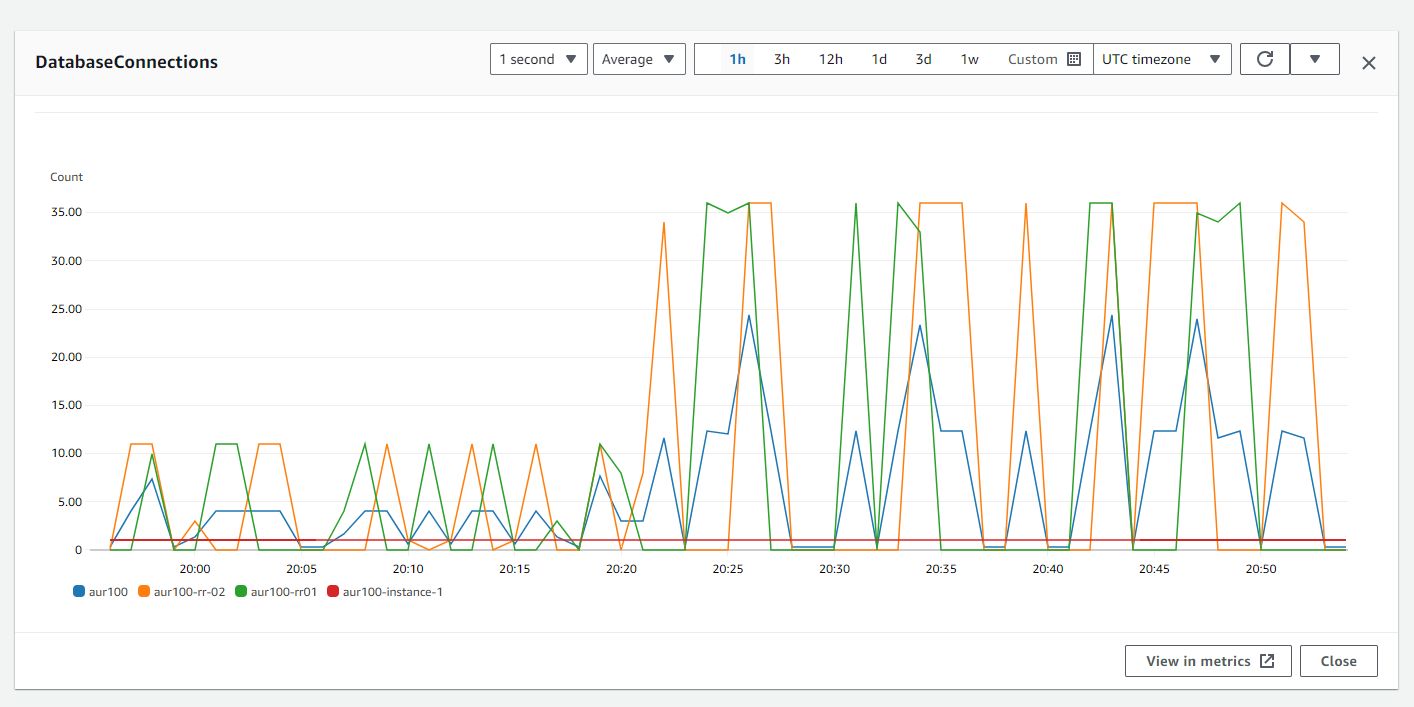 DatabaseConnections 1 second Average 1h 3h 12h 1d 3d 1w Custom UTC timezone
Count
35.00
30.00
25.00
20.00
15.00
10.00
5.00
0
20:00 20:05 20:10 20:15 20:20 20:25 20:30 20:35 20:40 20:45 20:50
aur100 aur100-rr-02 aur100-rr01 aur100-instance-1
View in metrics Close